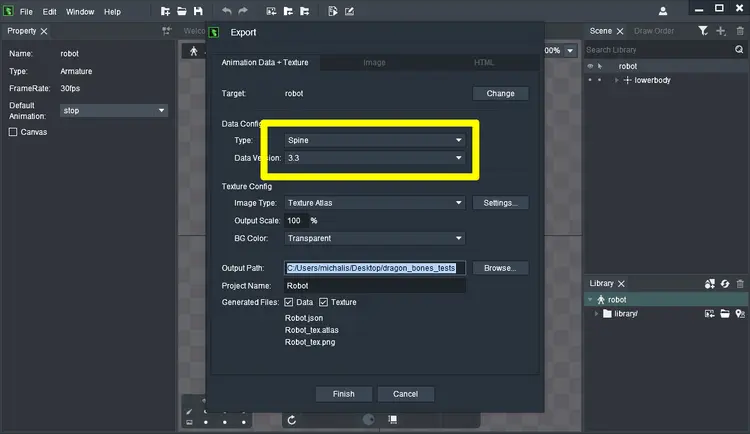 File Edit Window Help
Property
Name: robot
Type: Armature
FrameRate: 30fps
Default Animation: stop
Canvas
Welco
Export
Animation Data + Texture Image HTML
Target: robot Change
Data Config
Type: Spine
Data Version: 3.3
Texture Config
Image Type: Texture Atlas Settings...
Output Scale: 100 %
BG Color: Transparent
Output Path: C:/Users/michalis/Desktop/dragon_bones_tests Browse...
Project Name: Robot
Generated Files: Data Texture
Robot.json
Robot_tex.atlas
Robot_tex.png
Finish Cancel
00%
Scene Draw Order
Search Library
robot
lowerbody
Library
robot
library/